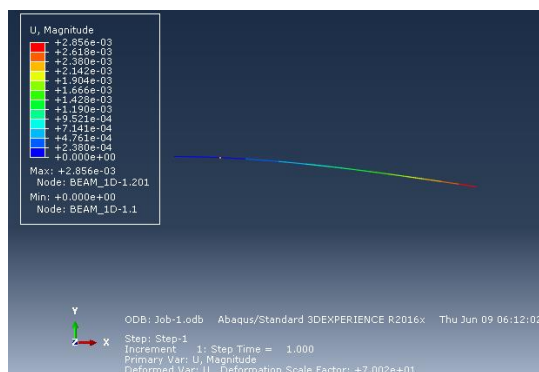 U, Magnitude
+2.856e-03
+2.618e-03
+2.380e-03
+2.142e-03
+1.904e-03
+1.666e-03
+1.428e-03
+1.190e-03
+9.521e-04
+7.141e-04
+4.761e-04
+2.380e-04
+0.000e+00
Max: +2.856e-03
Node: BEAM_1D-1.201
Min: +0.000e+00
Node: BEAM_1D-1.1
Y
Z X
ODB: Job-1.odb Abaqus/Standard 3DEXPERIENCE R2016x Thu Jun 09 06:12:02
Step: Step-1
Increment 1: Step Time = 1.000
Primary Var: U, Magnitude
Deformed Var: U Deformation Scale Factor: +7.002e+01